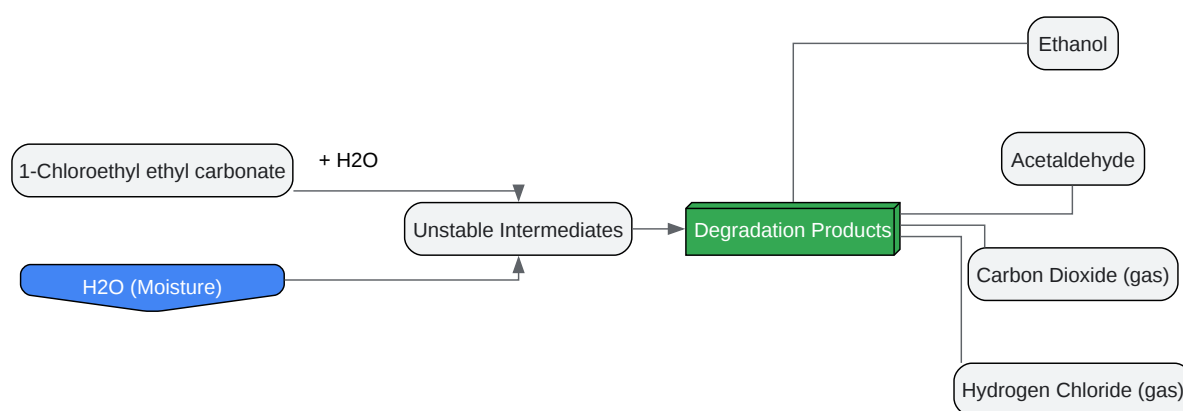 Ethanol
1-Chloroethyl ethyl carbonate
+ H2O
Acetaldehyde
Unstable Intermediates
Degradation Products
H2O (Moisture)
Carbon Dioxide (gas)
Hydrogen Chloride (gas)